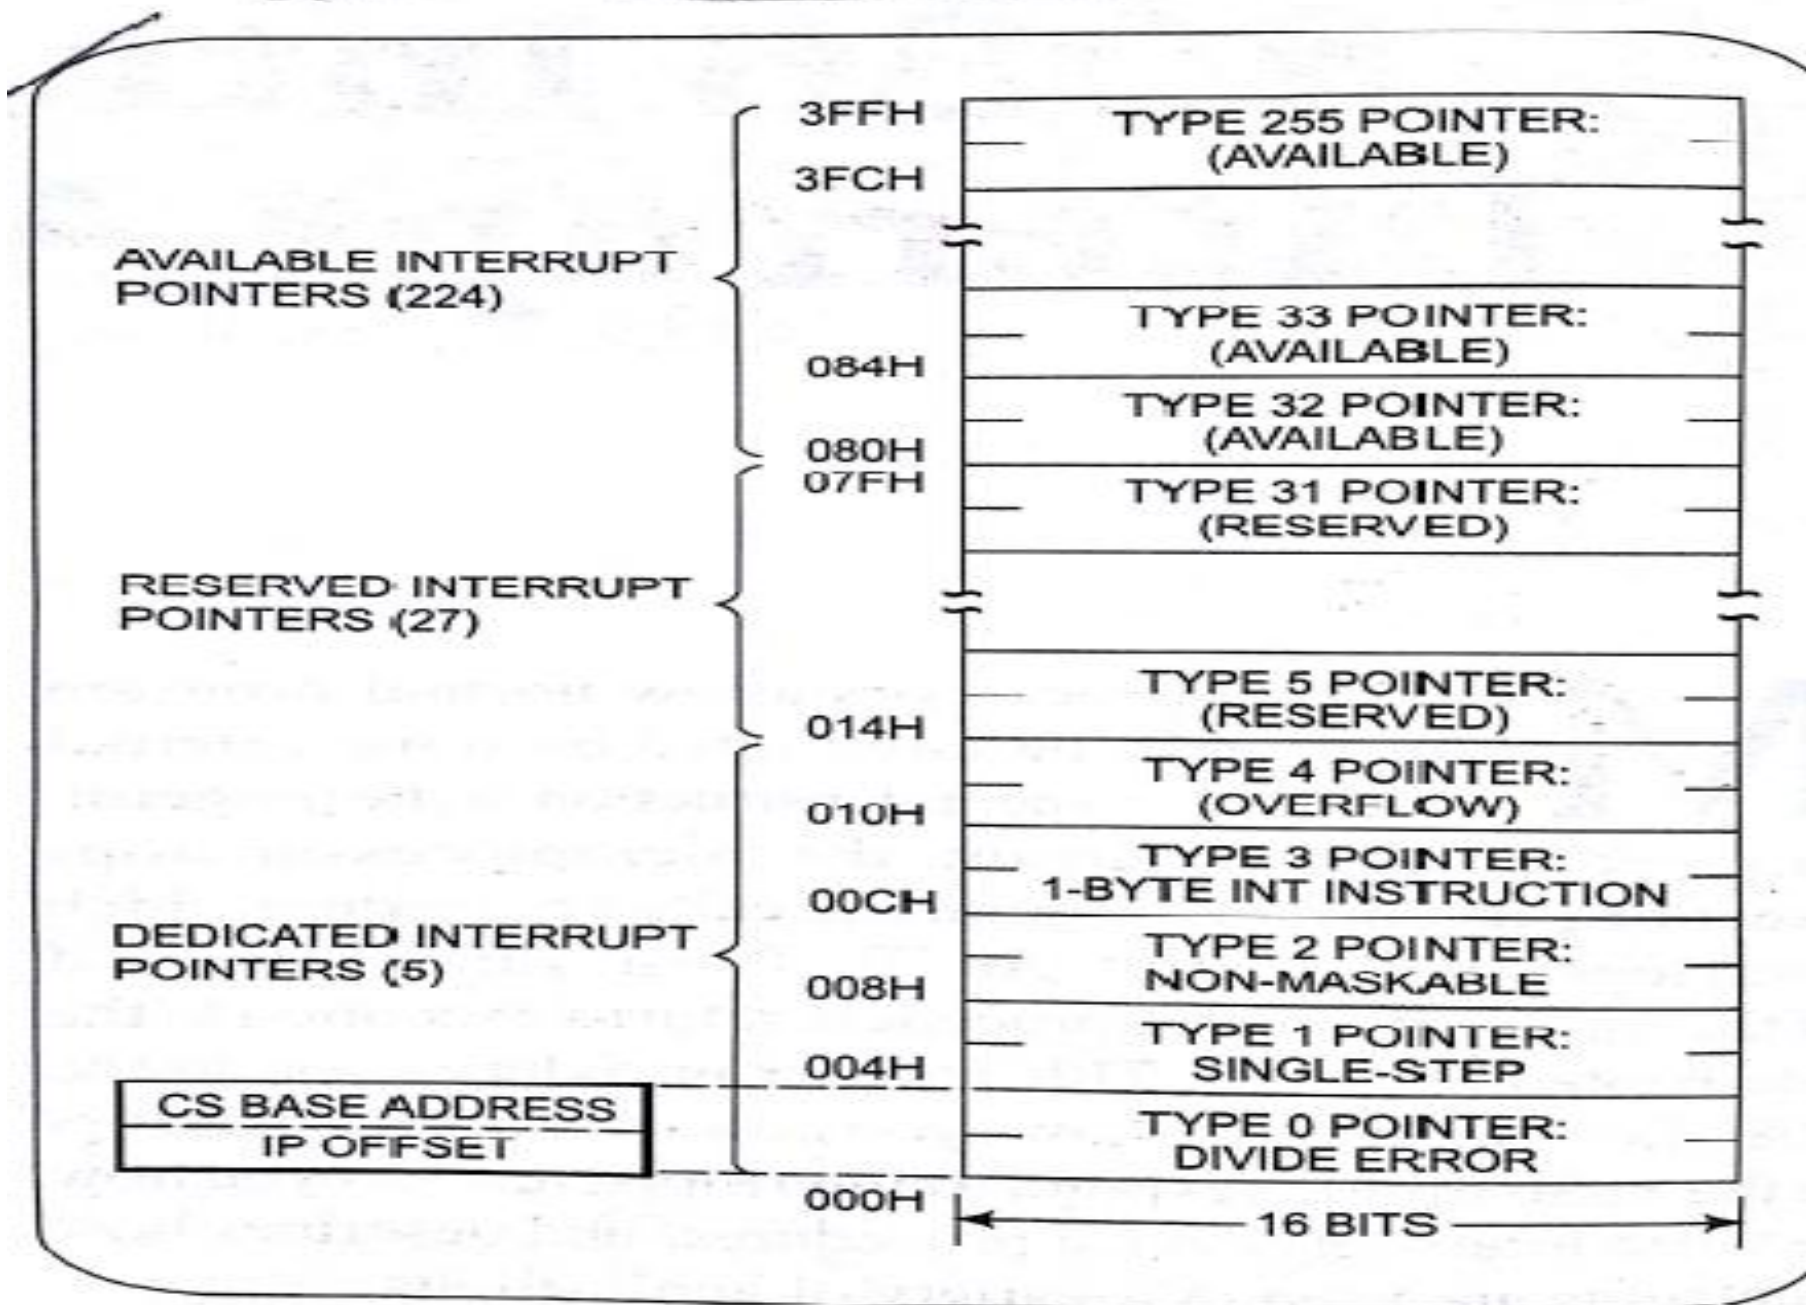 3FFH
TYPE 255 POINTER:
(AVAILABLE)
3FCH
AVAILABLE INTERRUPT
POINTERS (224)
TYPE 33 POINTER:
(AVAILABLE)
084H
TYPE 32 POINTER:
(AVAILABLE)
080H
07FH
TYPE 31 POINTER:
(RESERVED)
RESERVED INTERRUPT
POINTERS (27)
TYPE 5 POINTER:
(RESERVED)
014H
TYPE 4 POINTER:
(OVERFLOW)
010H
TYPE 3 POINTER:
1-BYTE INT INSTRUCTION
00CH
DEDICATED INTERRUPT
POINTERS (5)
TYPE 2 POINTER:
NON-MASKABLE
008H
TYPE 1 POINTER:
SINGLE-STEP
004H
CS BASE ADDRESS
IP OFFSET
TYPE 0 POINTER:
DIVIDE ERROR
000H
16 BITS